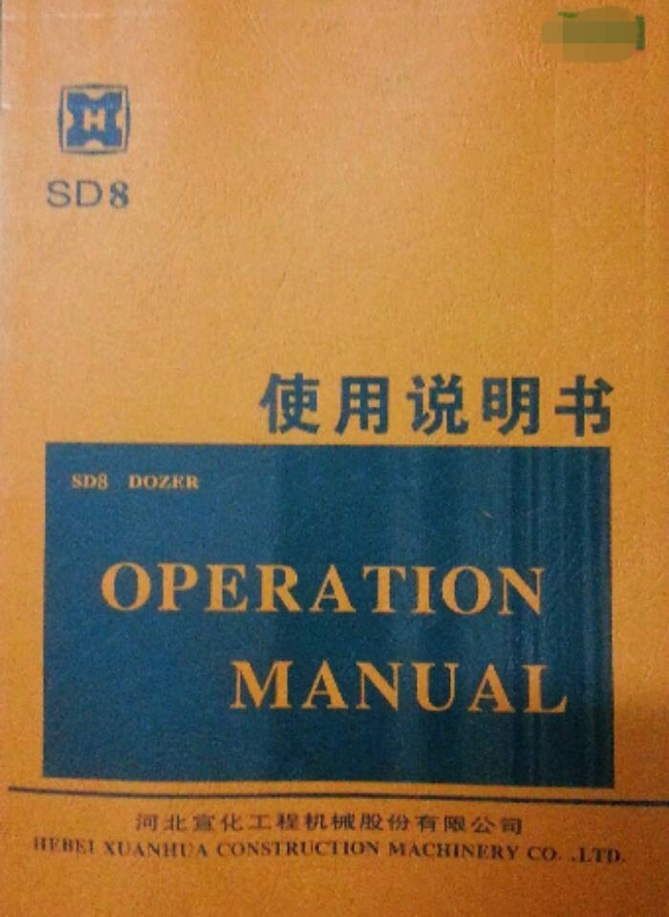 H
SD8
使用说明书
SD8 DOZER
OPERATION
MANUAL
河北宣化工程机械股份有限公司
HEBEI XUANHUA CONSTRUCTION MACHINERY CO. .,LTD.